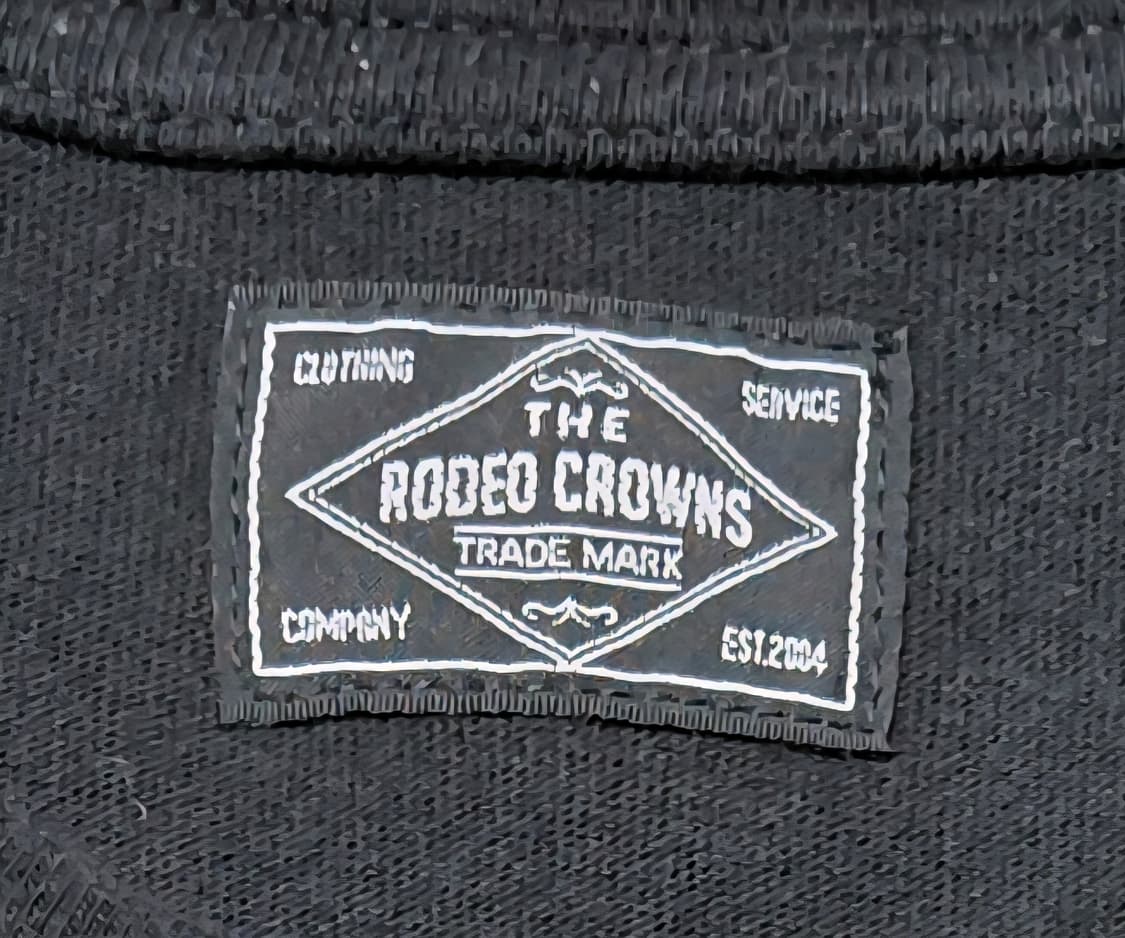 CLOTHING
SERVICE
THE
RODEO CROWNS
TRADE MARK
COMPANY
EST.2004